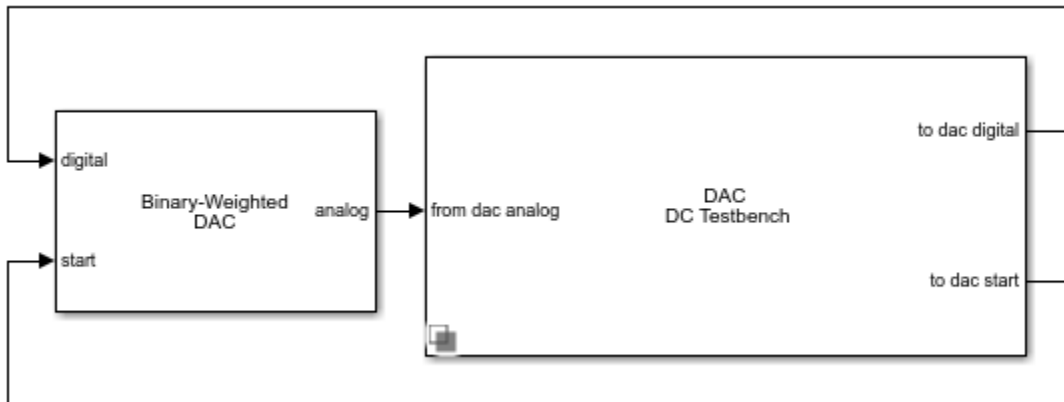 digital
Binary-Weighted
DAC
analog
start
from dac analog
DAC
DC Testbench
to dac digital
to dac start